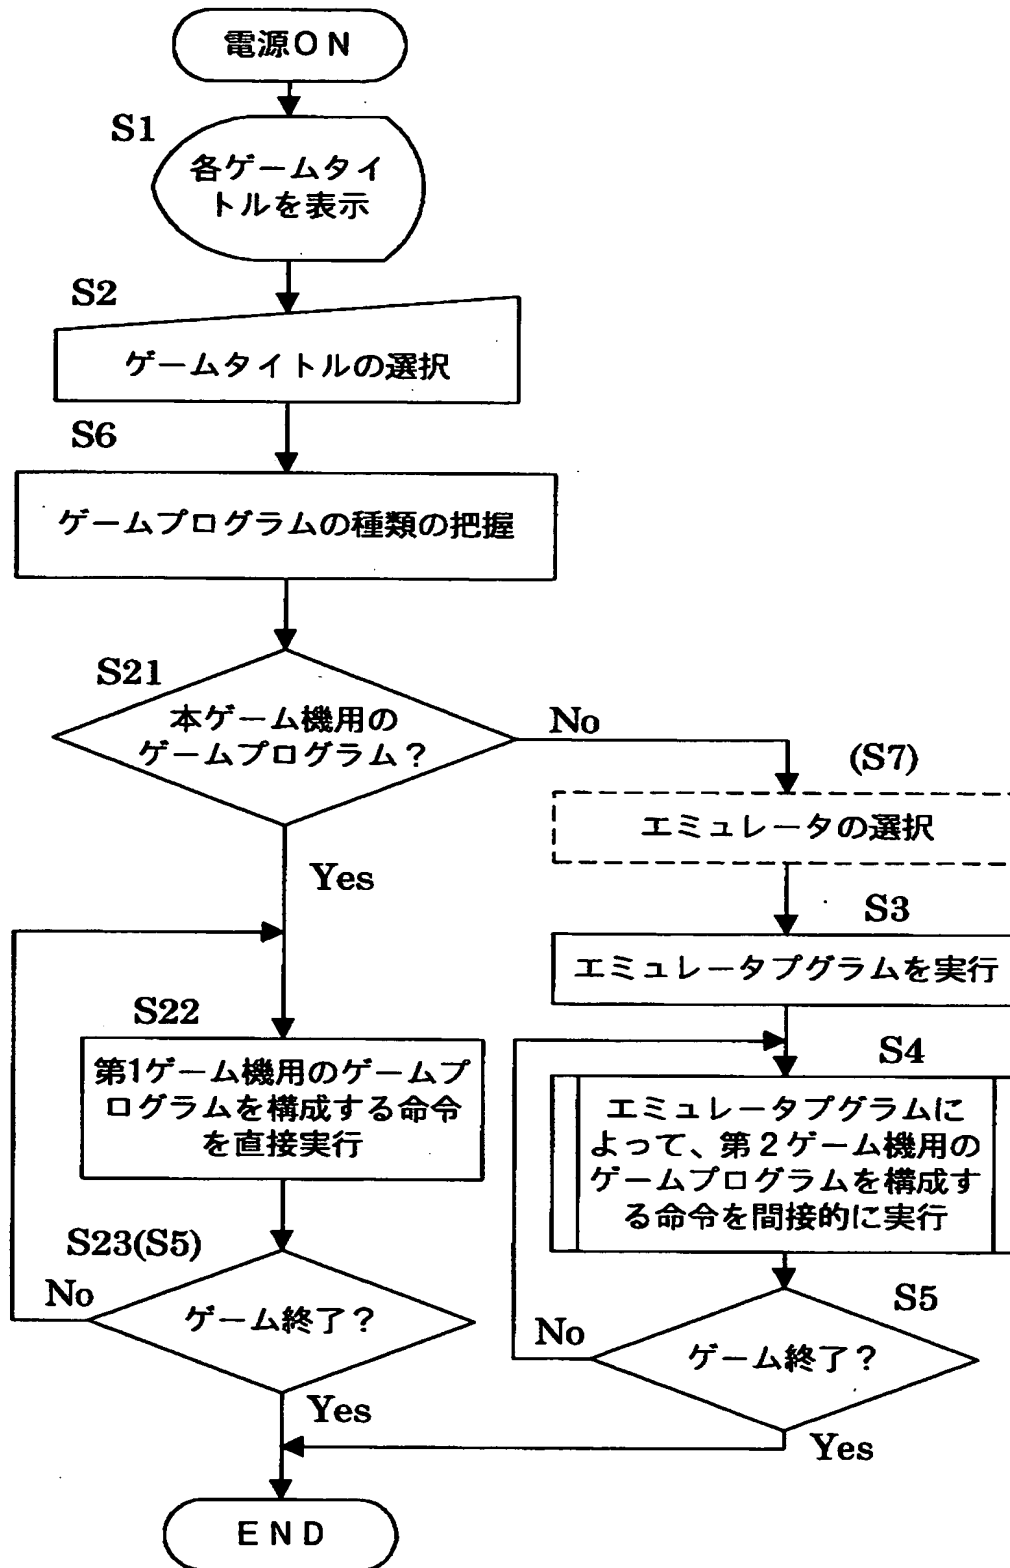 電源ON
S1
各ゲームタイ
トルを表示
S2
ゲームタイトルの選択
S6
ゲームプログラムの種類の把握
S21
本ゲーム機用の
ゲームプログラム?
No
Yes
(S7)
エミュレータの選択
S3
エミュレータプグラムを実行
S22
第1ゲーム機用のゲームプ
ログラムを構成する命令
を直接実行
S4
エミュレータプグラムに
よって、第2ゲーム機用の
ゲームプログラムを構成す
る命令を間接的に実行
S23(S5)
No
ゲーム終了?
Yes
S5
No
ゲーム終了?
Yes
END